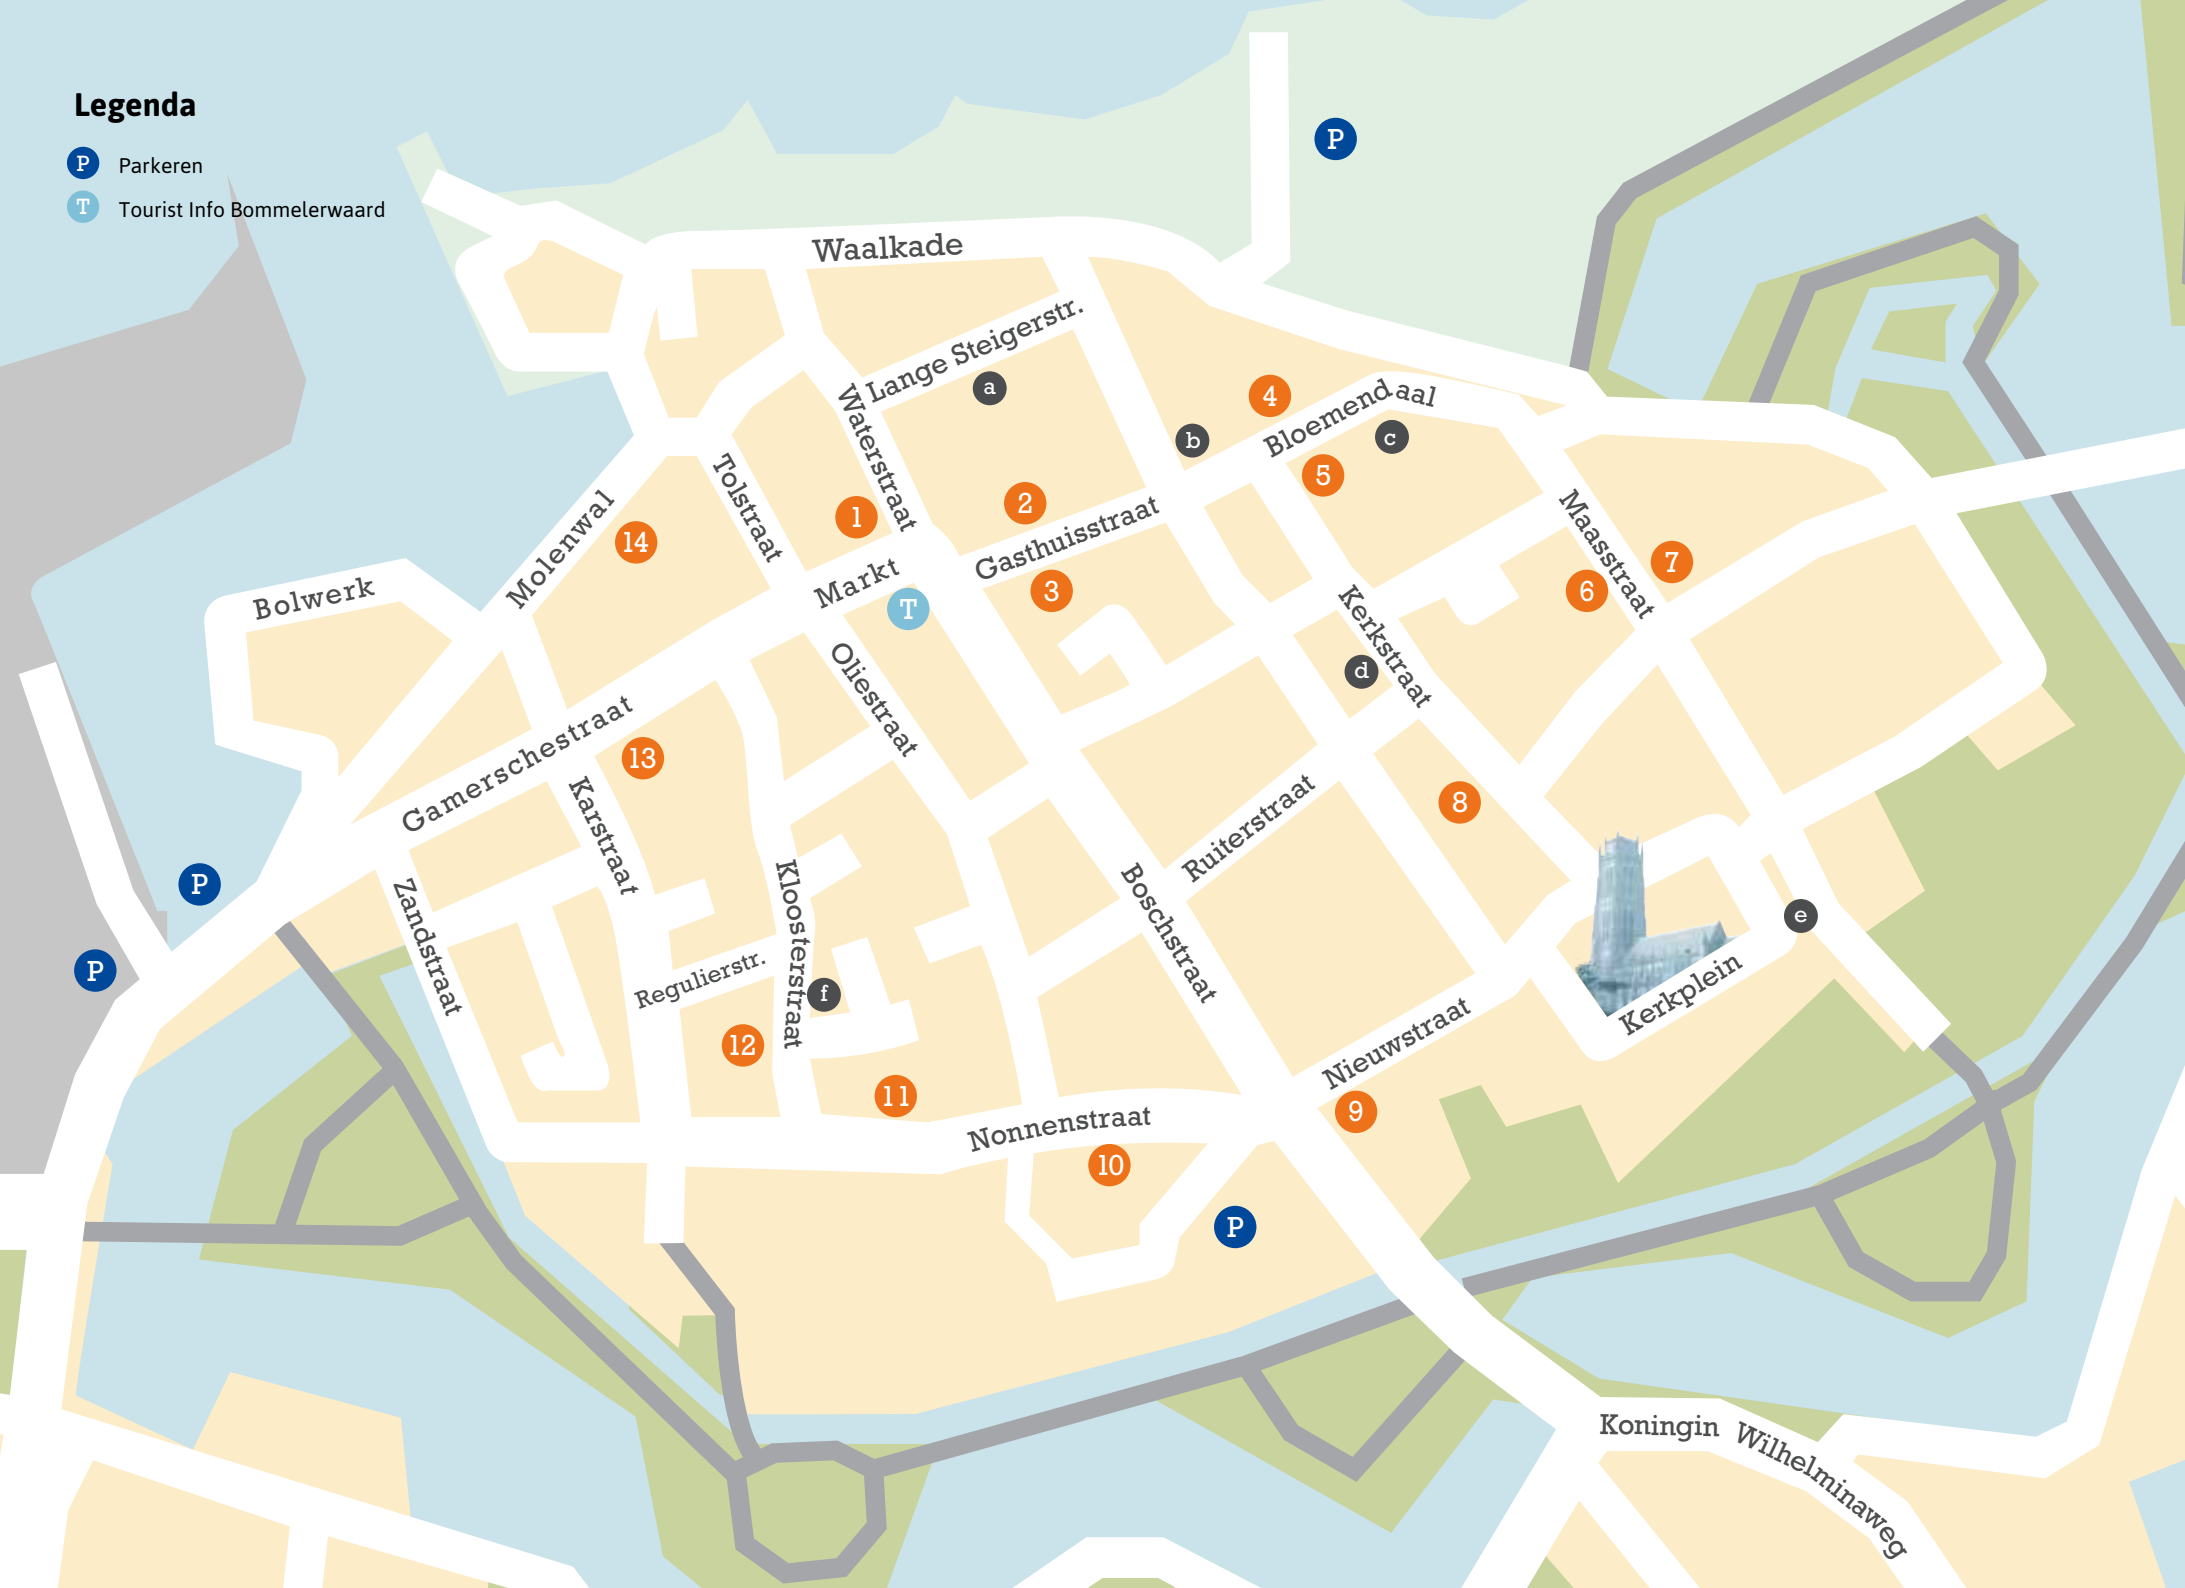 Legenda
P Parkeren
T Tourist Info Bommelerwaard
P
Waalkade
Lange Steigerstr.
a
4
Bloemendaal
b
c
Waterstraat
5
Tolstraat
2
1
Gasthuisstraat
Maasstraat
Molenwal
14
7
Markt
3
6
Bolwerk
T
Kerkstraat
Oliestraat
d
Gamerschestraat
13
8
Karstraat
Ruiterstraat
P
Zandstraat
Kloosterstraat
Boschstraat
e
P
Regulierstr.
f
Kerkplein
12
Nieuwstraat
11
9
Nonnenstraat
10
P
Koningin Wilhelminaweg